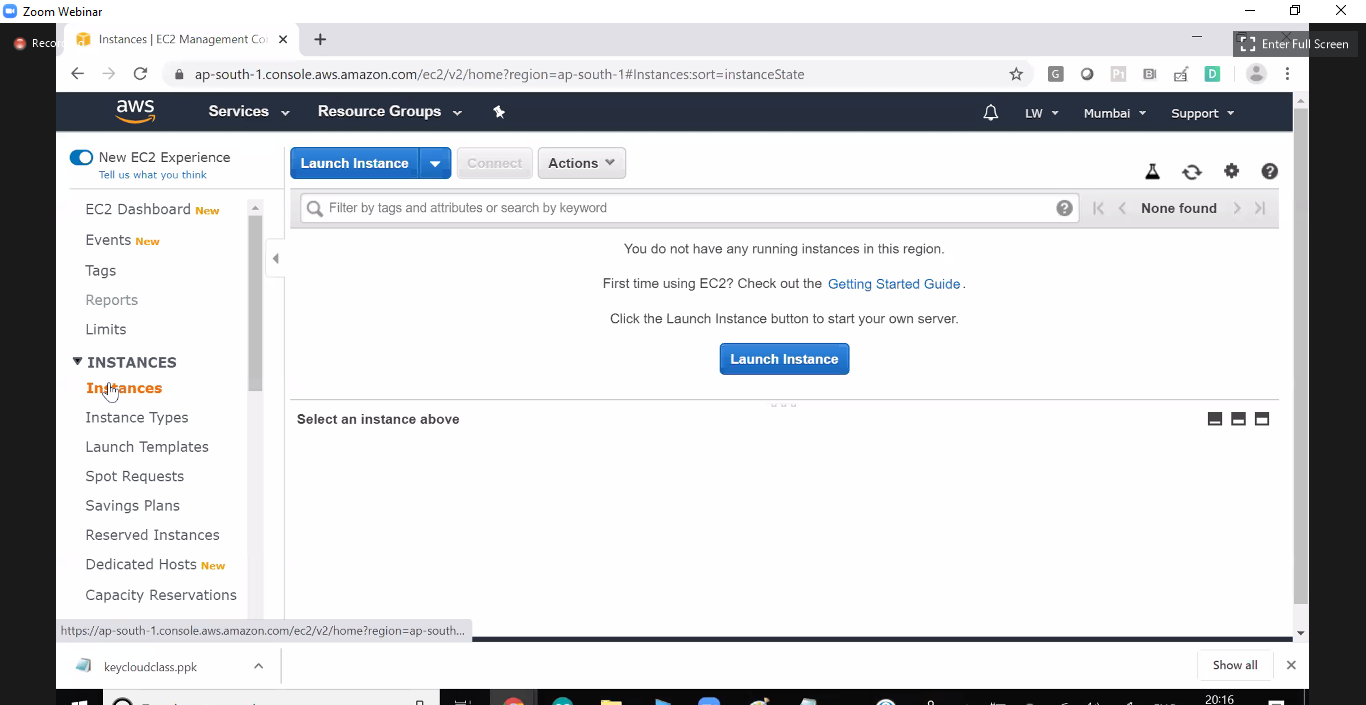 Zoom Webinar
Instances | EC2 Management Co
Enter Full Screen
ap-south-1.console.aws.amazon.com/ec2/v2/home?region=ap-south-1#Instances:sort=instanceState
aws
Services
Resource Groups
LW
Mumbai
Support
New EC2 Experience
Tell us what you think
Launch Instance
Connect
Actions
EC2 Dashboard New
Events New
Tags
Reports
Limits
INSTANCES
Instances
Instance Types
Launch Templates
Spot Requests
Savings Plans
Reserved Instances
Dedicated Hosts New
Capacity Reservations
Filter by tags and attributes or search by keyword
None found
You do not have any running instances in this region.
First time using EC2? Check out the Getting Started Guide.
Click the Launch Instance button to start your own server.
Launch Instance
Select an instance above
https://ap-south-1.console.aws.amazon.com/ec2/v2/home?region=ap-south...
keycloudclass.ppk
Show all
20:16